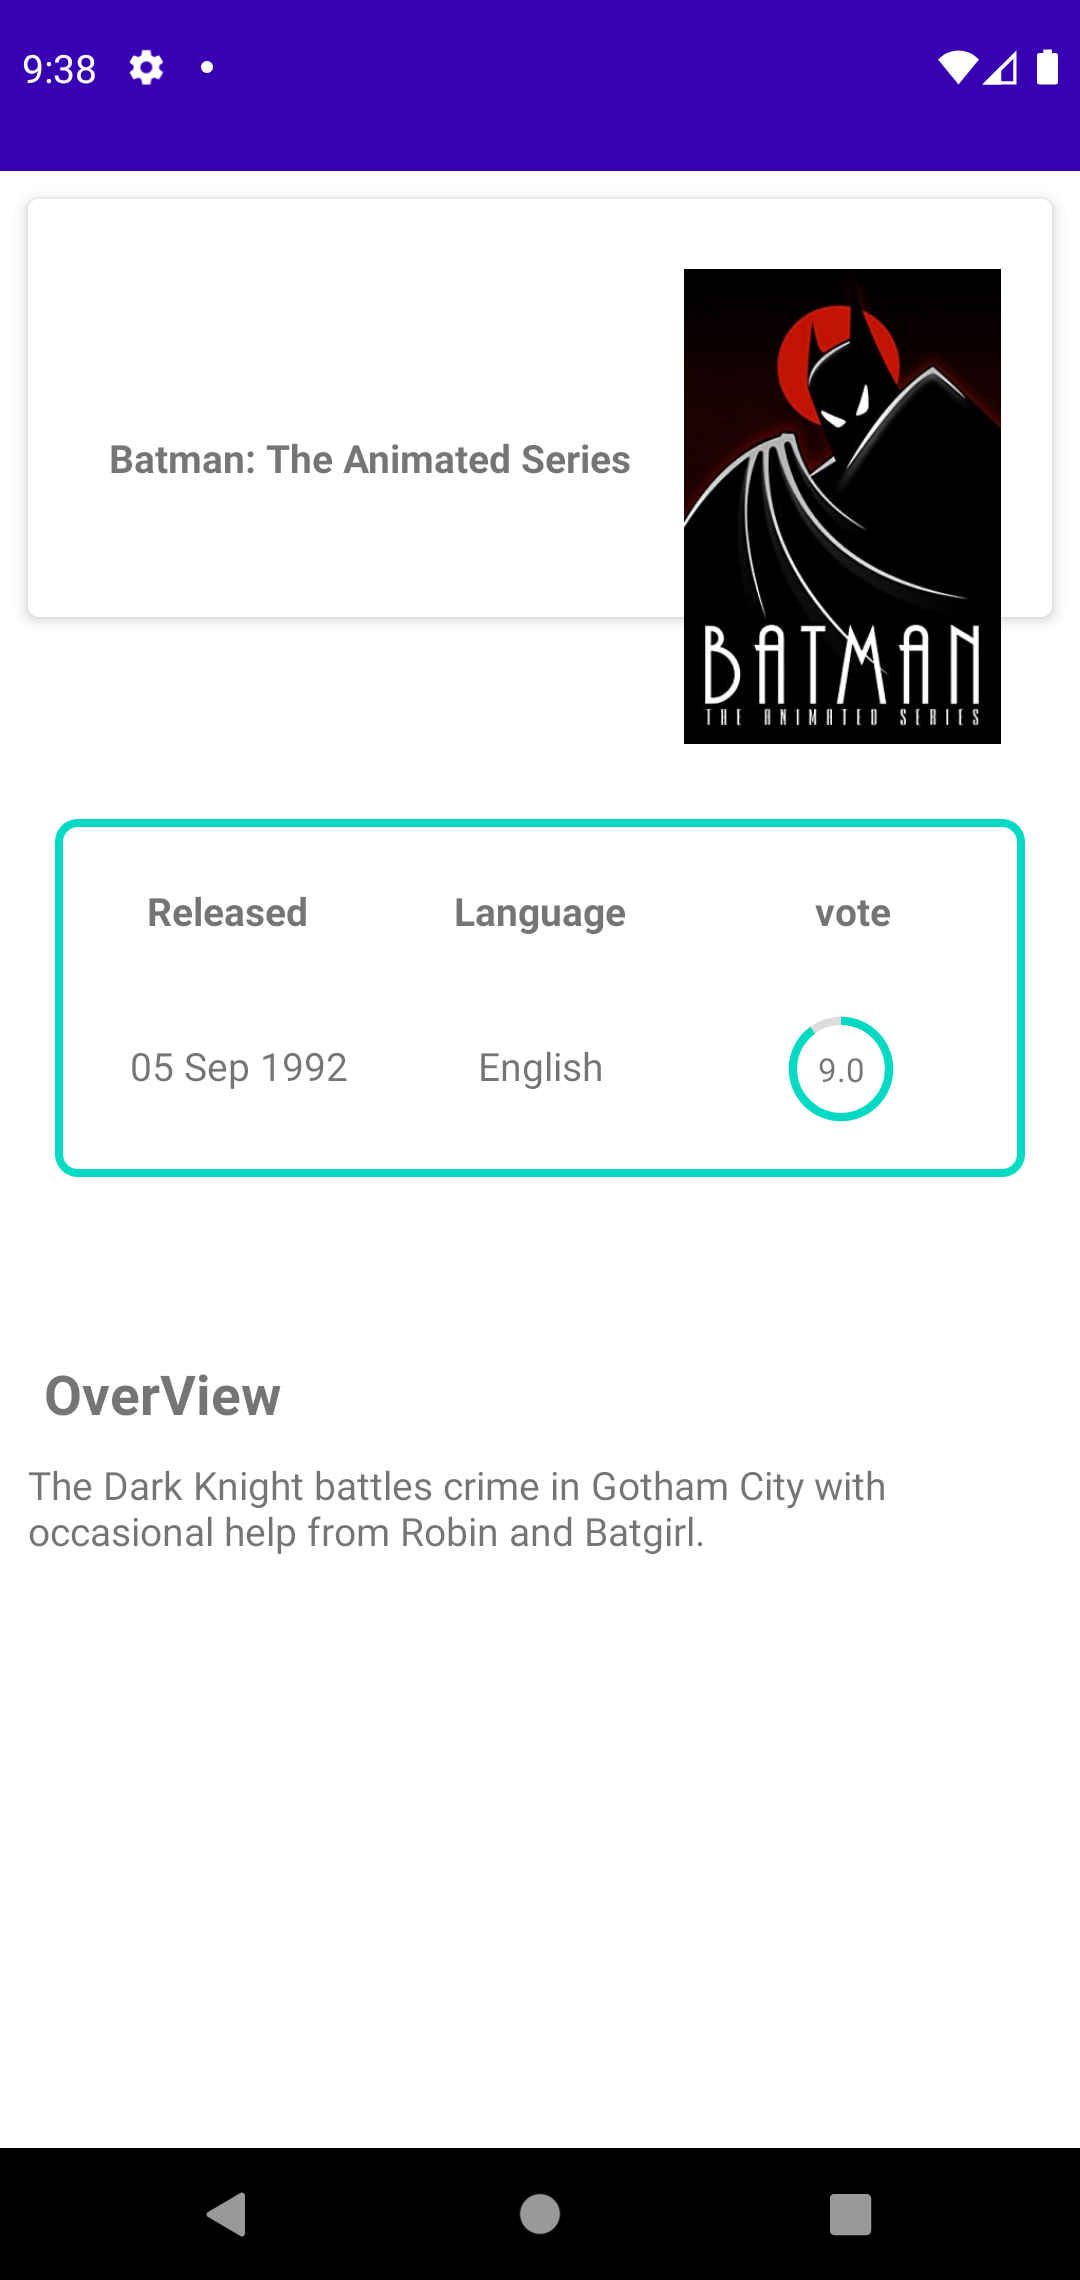 9:38
Batman: The Animated Series
BATMAN
THE ANIMATED SERIES
Released Language vote
05 Sep 1992 English 9.0
OverView
The Dark Knight battles crime in Gotham City with
occasional help from Robin and Batgirl.